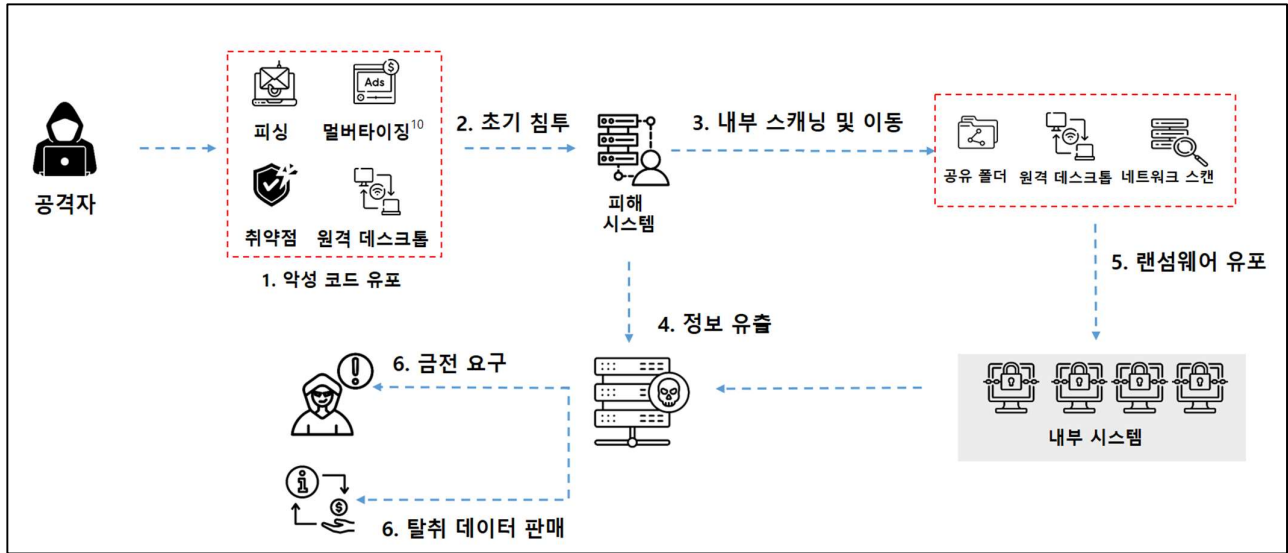 Ads
피싱
멀버타이징10
공격자
취약점
원격 데스크톱
1. 악성 코드 유포
2. 초기 침투
피해
시스템
3. 내부 스캐닝 및 이동
공유 폴더
원격 데스크톱
네트워크 스캔
4. 정보 유출
5. 랜섬웨어 유포
내부 시스템
6. 금전 요구
6. 탈취 데이터 판매